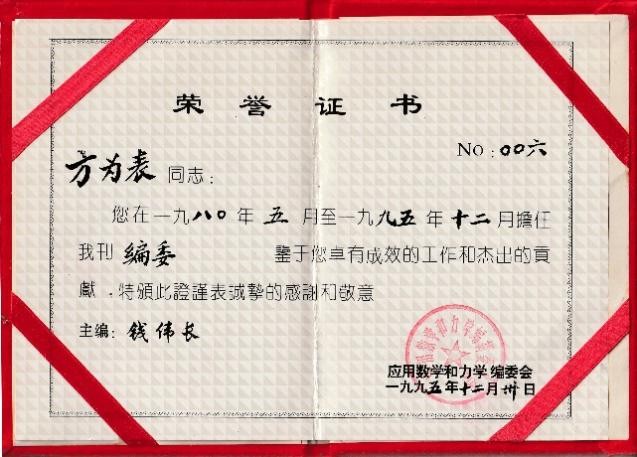 荣誉证书
No:00六
方为表 同志:
您在一九八〇年五月至一九九五年十二月擔任
我刊 编委 鉴于您卓有成效的工作和杰出的貢
獻.特頒此證謹表誠摯的感謝和敬意
主编: 钱伟长
应用数学和力学编委会
一九九五年十二月卅日